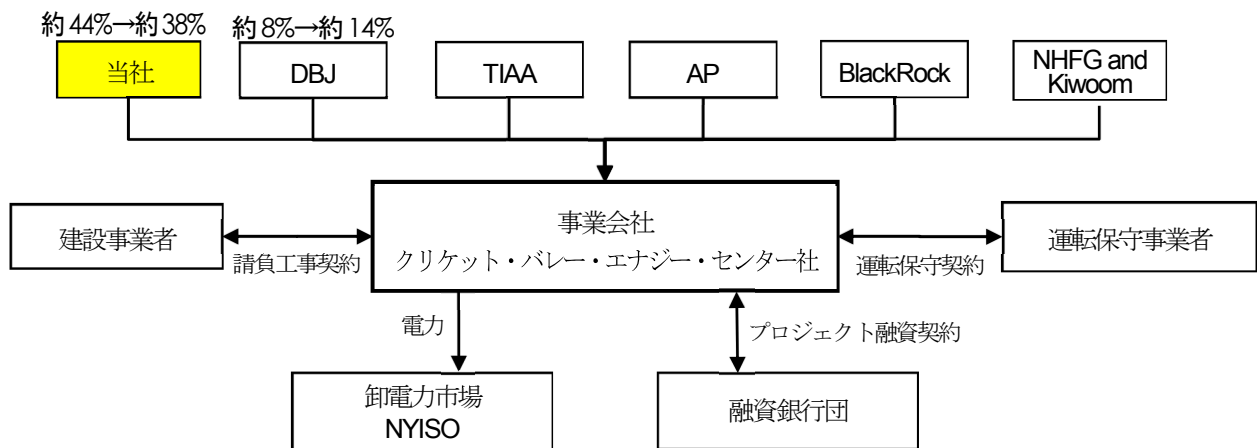 約44%→約38%
約8%→約14%
当社
DBJ
TIAA
AP
BlackRock
NHFG and
Kiwoom
建設事業者
請負工事契約
事業会社
クリケット・バレー・エナジー・センター社
運転保守契約
運転保守事業者
電力
プロジェクト融資契約
卸電力市場
NYISO
融資銀行団